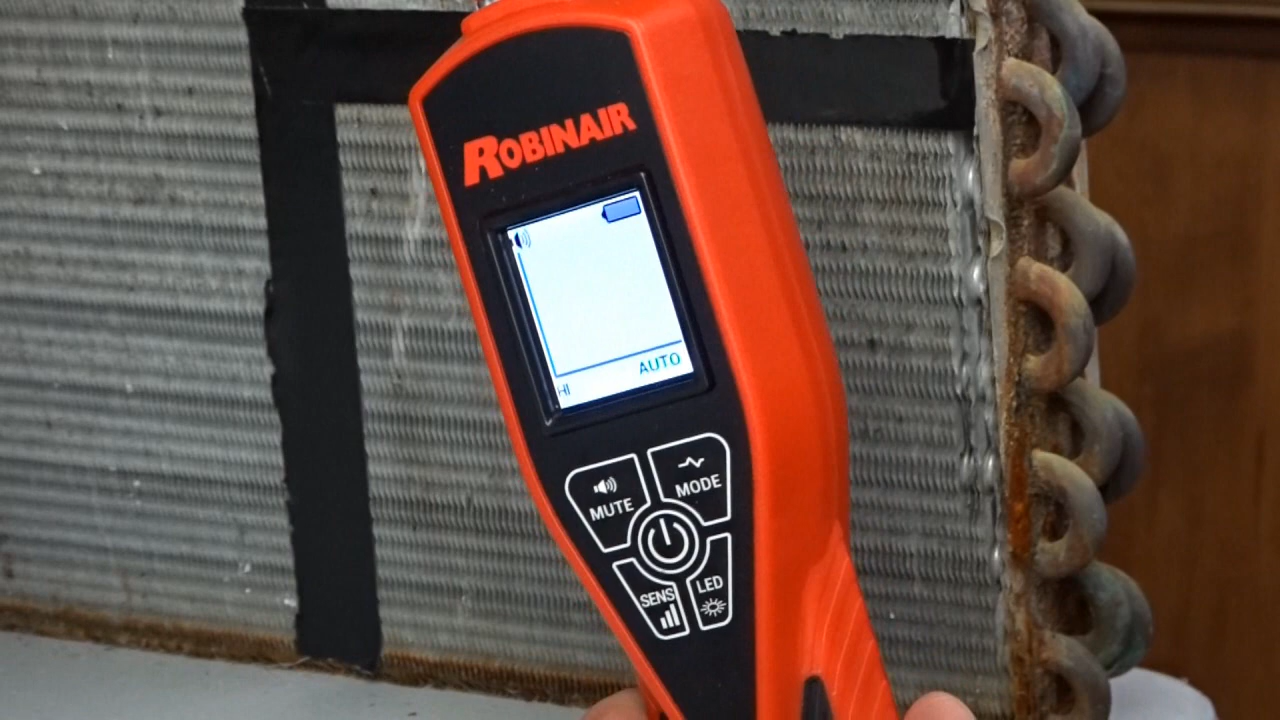 ROBINAIR
HI
AUTO
MUTE
MODE
SENS
LED